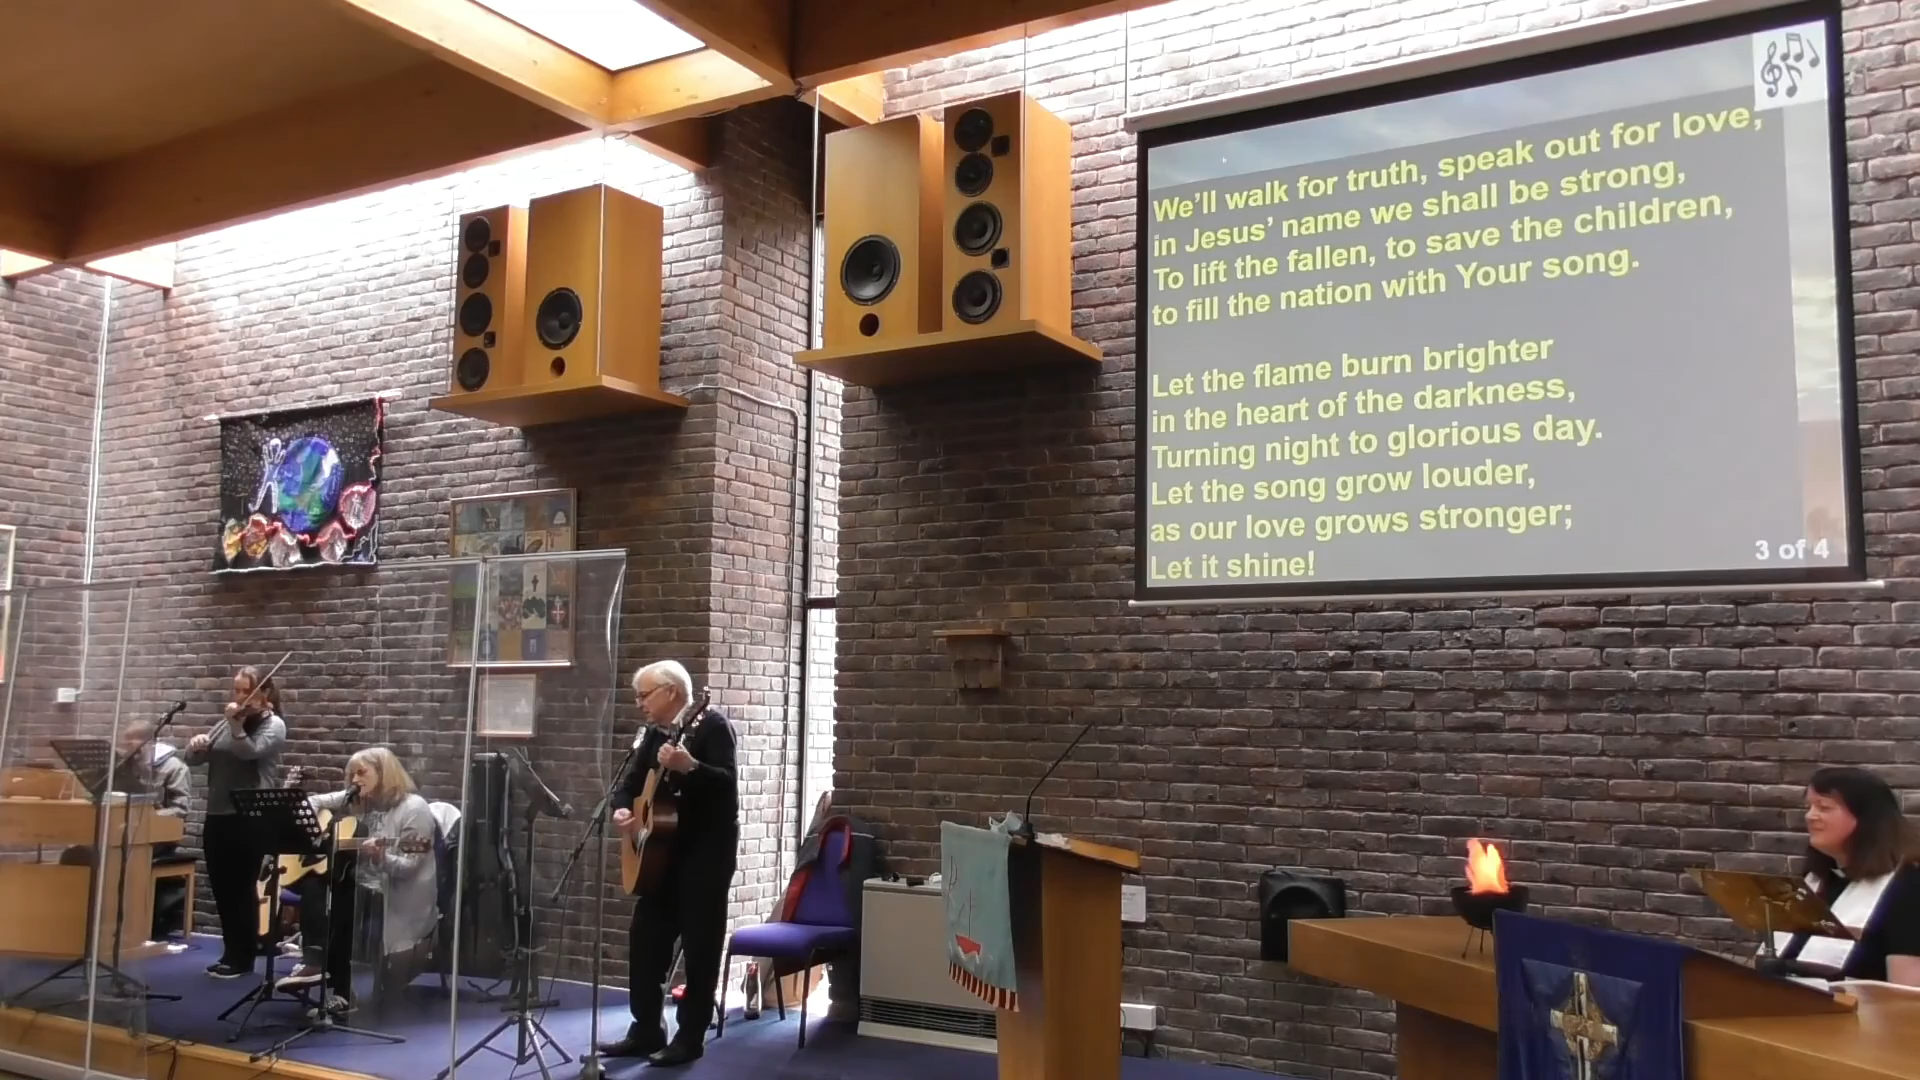 We'll walk for truth, speak out for love,
in Jesus' name we shall be strong,
To lift the fallen, to save the children,
to fill the nation with Your song.
Let the flame burn brighter
in the heart of the darkness,
Turning night to glorious day.
Let the song grow louder,
as our love grows stronger;
Let it shine!
3 of 4